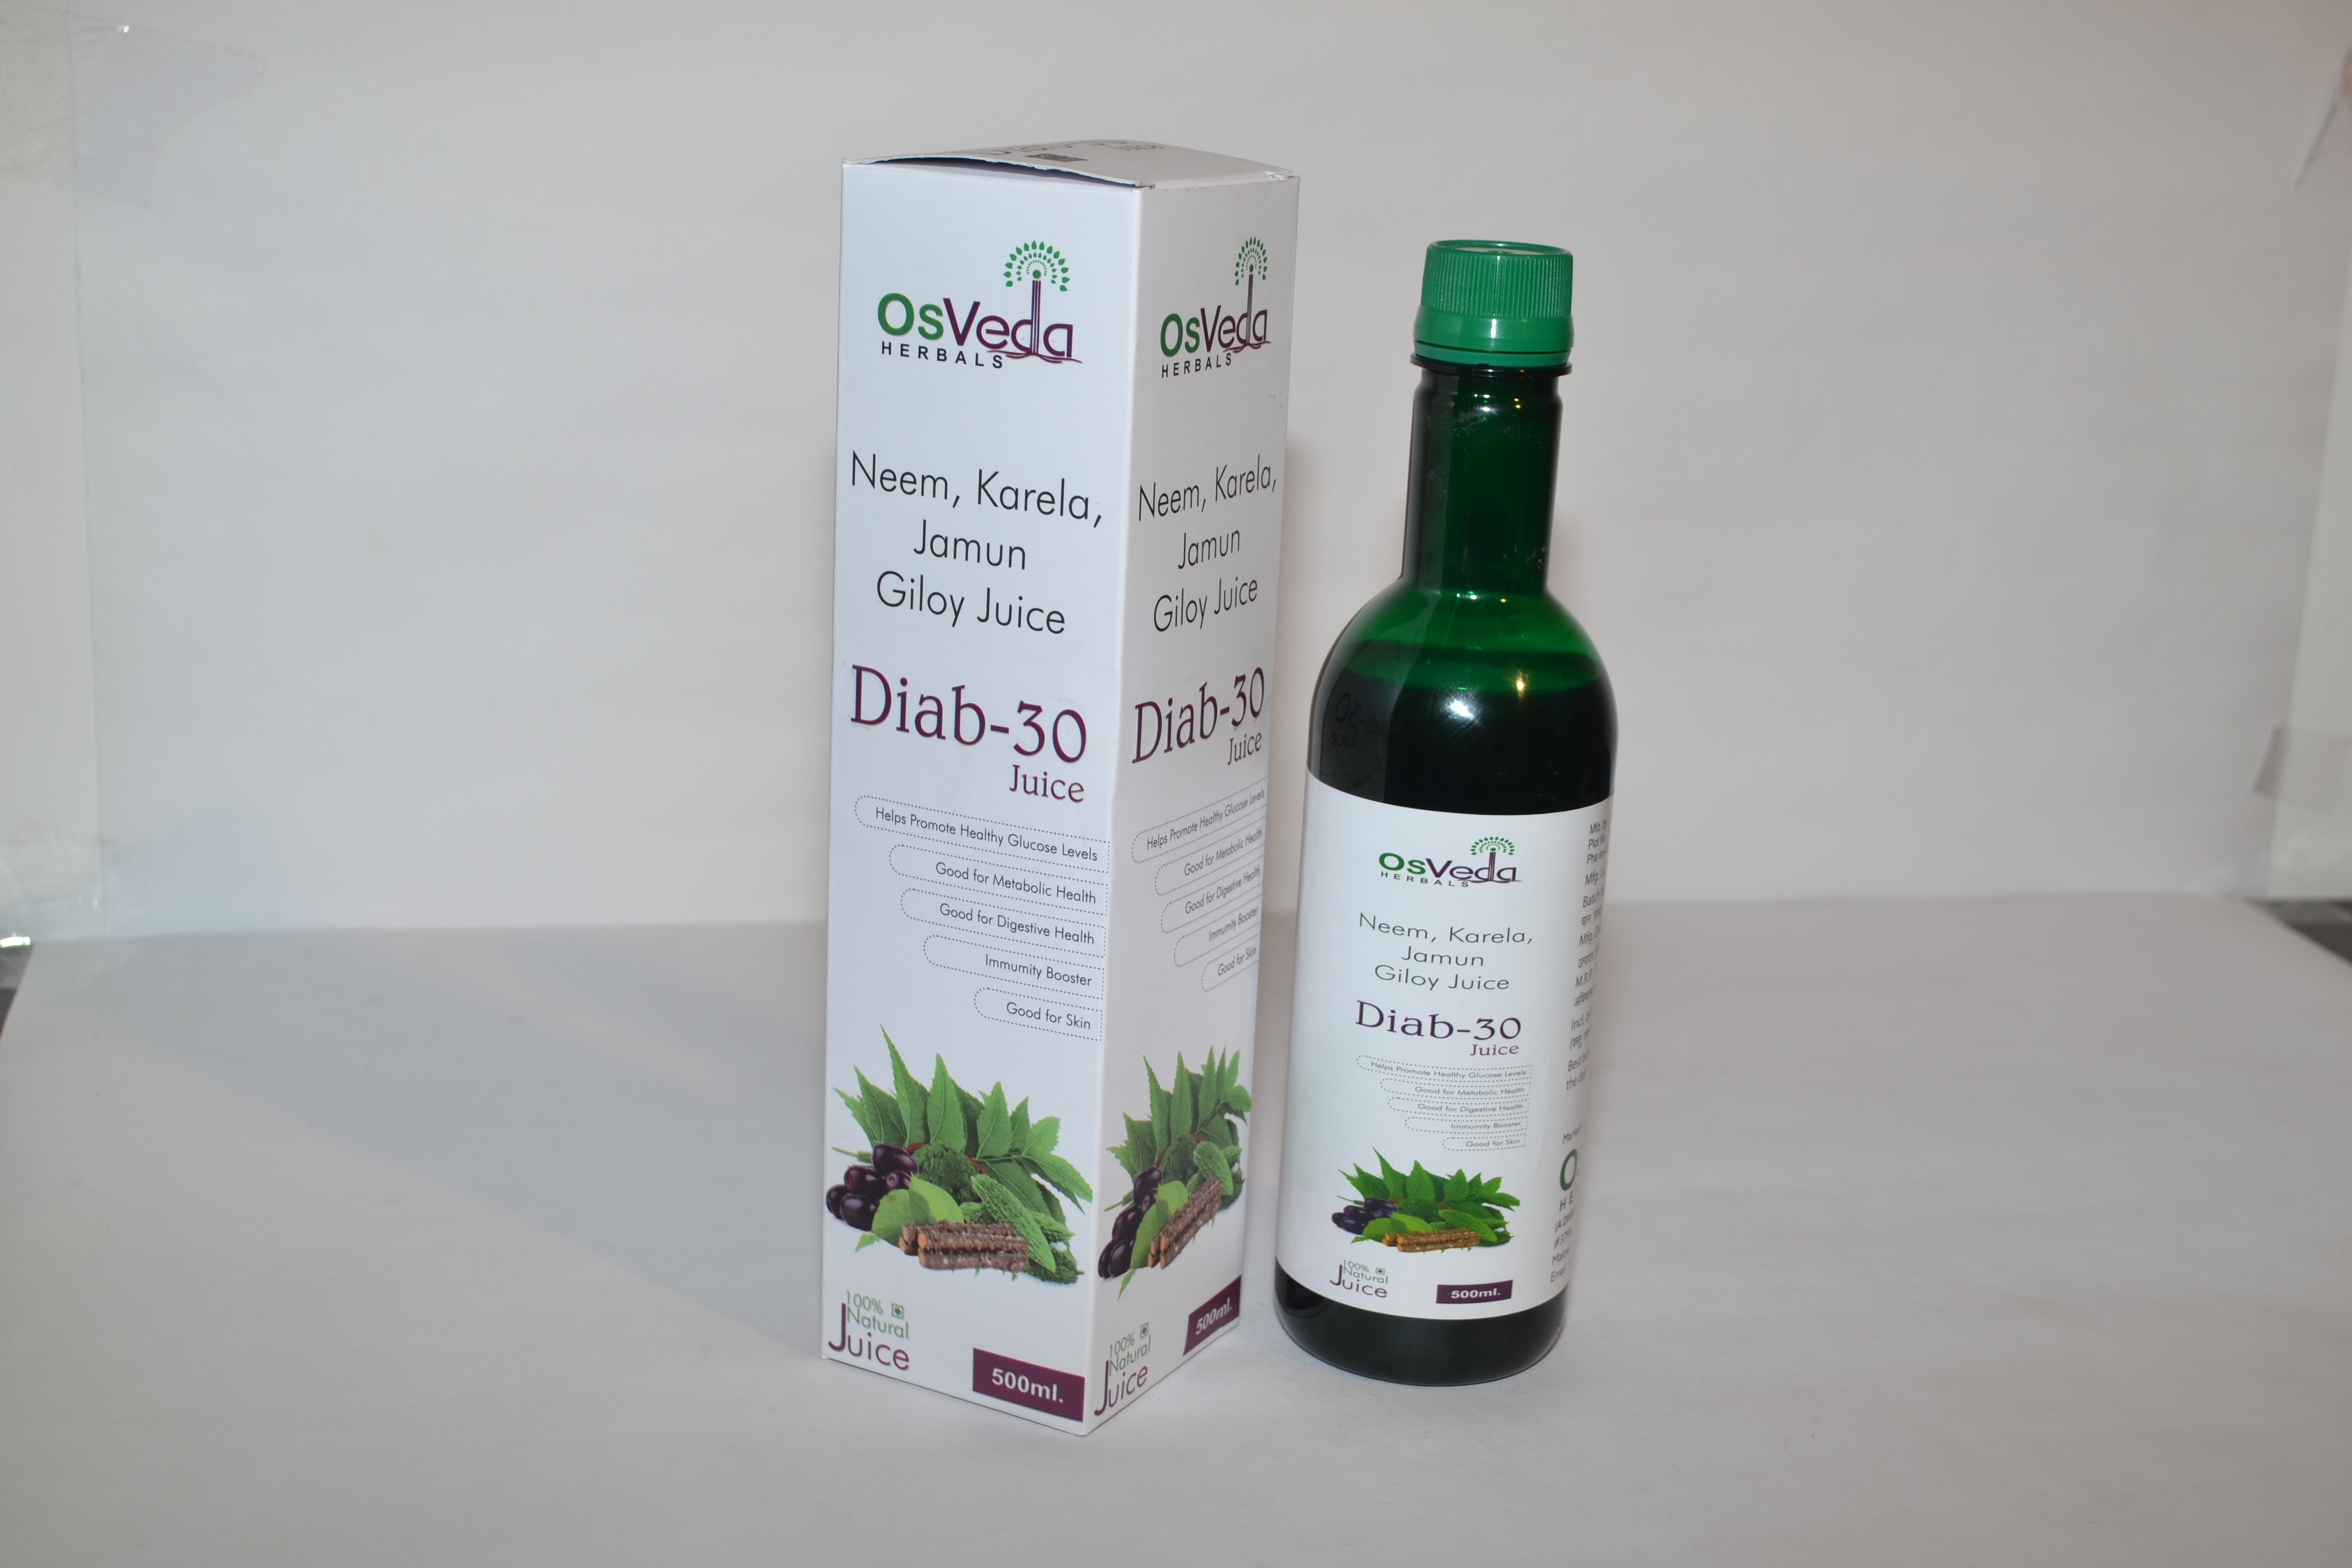 OsVeda
HERBALS
Neem, Karela,
Jamun
Giloy Juice
Diab-30
Juice
Helps Promote Healthy Glucose Levels
Good for Metabolic Health
Good for Digestive Health
Immunity Booster
Good for Skin
100%
Natural
Juice
500ml.
OsVeda
HERBALS
Neem, Karela,
Jamun
Giloy Juice
Diab-30
Juice
Helps Promote Healthy Glucose Levels
Good for Metabolic Health
Good for Digestive Health
Immunity Booster
Good for Skin
100%
Natural
Juice
500ml.
OsVeda
HERBALS
Neem, Karela,
Jamun
Giloy Juice
Diab-30
Juice
Helps Promote Healthy Glucose Levels
Good for Metabolic Health
Good for Digestive Health
Immunity Booster
Good for Skin
100%
Natural
Juice
500ml.